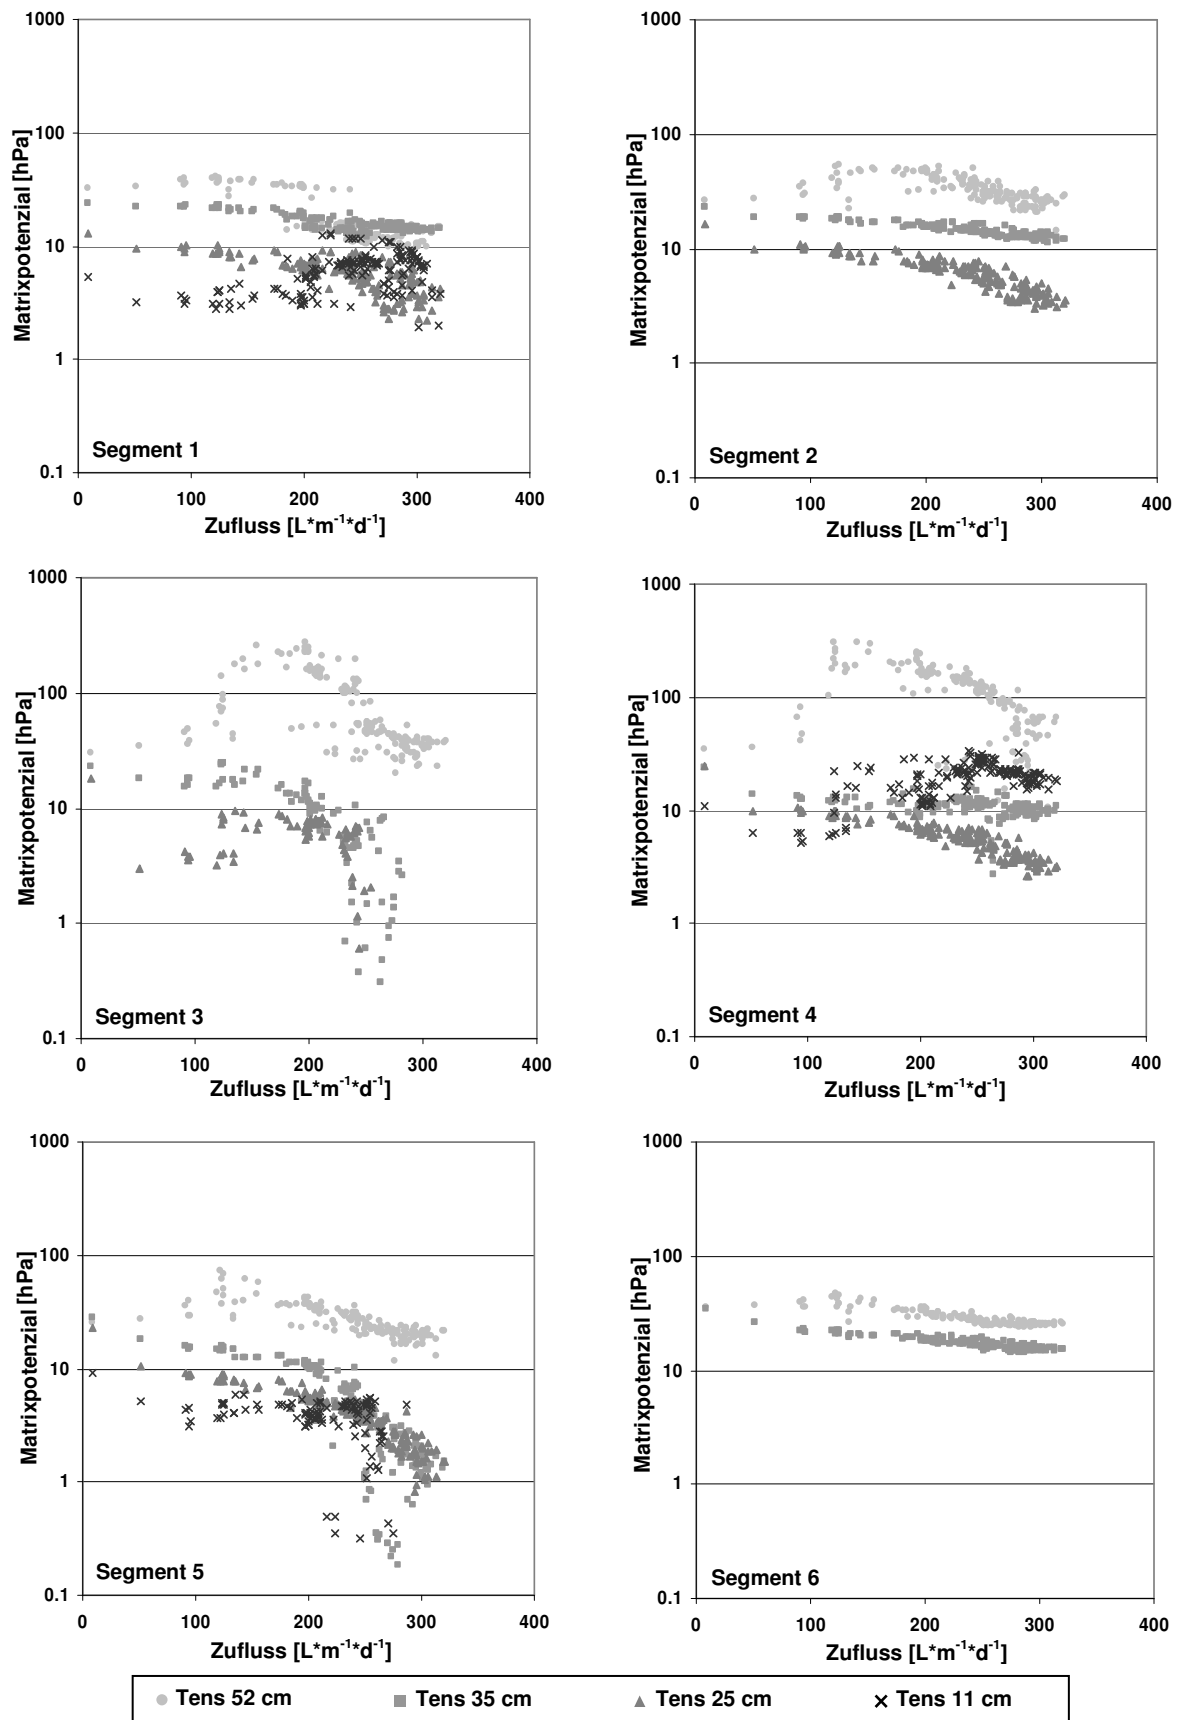 1000
100
10
1
0.1
Matrixpotenzial [hPa]
Segment 1
0 100 200 300 400
Zufluss [L*m⁻¹*d⁻¹]
1000
100
10
1
0.1
Matrixpotenzial [hPa]
Segment 2
0 100 200 300 400
Zufluss [L*m⁻¹*d⁻¹]
1000
100
10
1
0.1
Matrixpotenzial [hPa]
Segment 3
0 100 200 300 400
Zufluss [L*m⁻¹*d⁻¹]
1000
100
10
1
0.1
Matrixpotenzial [hPa]
Segment 4
0 100 200 300 400
Zufluss [L*m⁻¹*d⁻¹]
1000
100
10
1
0.1
Matrixpotenzial [hPa]
Segment 5
0 100 200 300 400
Zufluss [L*m⁻¹*d⁻¹]
1000
100
10
1
0.1
Matrixpotenzial [hPa]
Segment 6
0 100 200 300 400
Zufluss [L*m⁻¹*d⁻¹]
Tens 52 cm Tens 35 cm Tens 25 cm Tens 11 cm